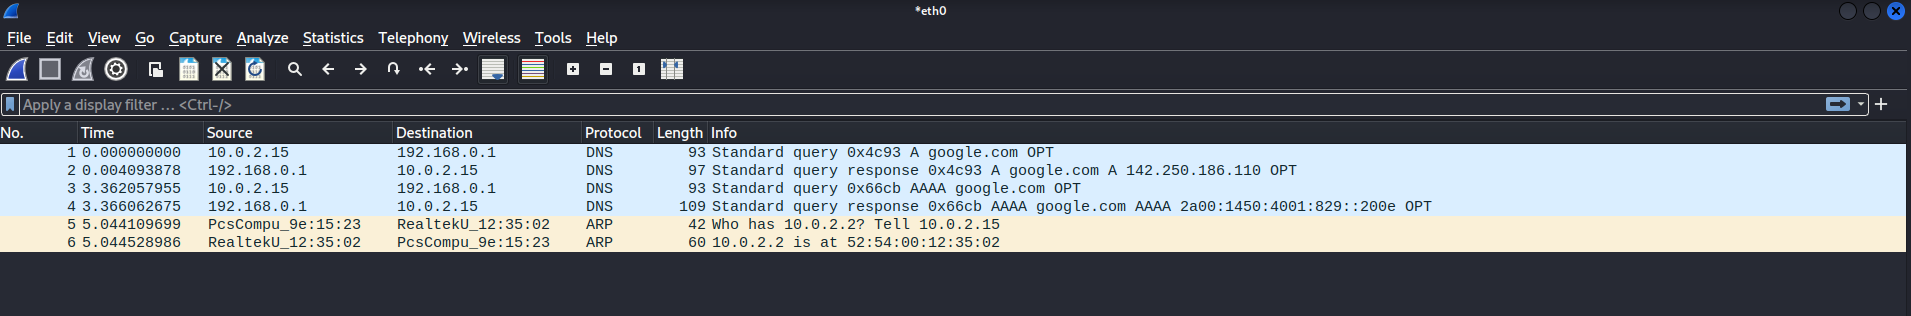 *eth0
File Edit View Go Capture Analyze Statistics Telephony Wireless Tools Help
Apply a display filter … <Ctrl-/>
No. Time Source Destination Protocol Length Info
1 0.000000000 10.0.2.15 192.168.0.1 DNS 93 Standard query 0x4c93 A google.com OPT
2 0.004093878 192.168.0.1 10.0.2.15 DNS 97 Standard query response 0x4c93 A google.com A 142.250.186.110 OPT
3 3.362057955 10.0.2.15 192.168.0.1 DNS 93 Standard query 0x66cb AAAA google.com OPT
4 3.366062675 192.168.0.1 10.0.2.15 DNS 109 Standard query response 0x66cb AAAA google.com AAAA 2a00:1450:4001:829::200e OPT
5 5.044109699 PcsCompu_9e:15:23 RealtekU_12:35:02 ARP 42 Who has 10.0.2.2? Tell 10.0.2.15
6 5.044528986 RealtekU_12:35:02 PcsCompu_9e:15:23 ARP 60 10.0.2.2 is at 52:54:00:12:35:02